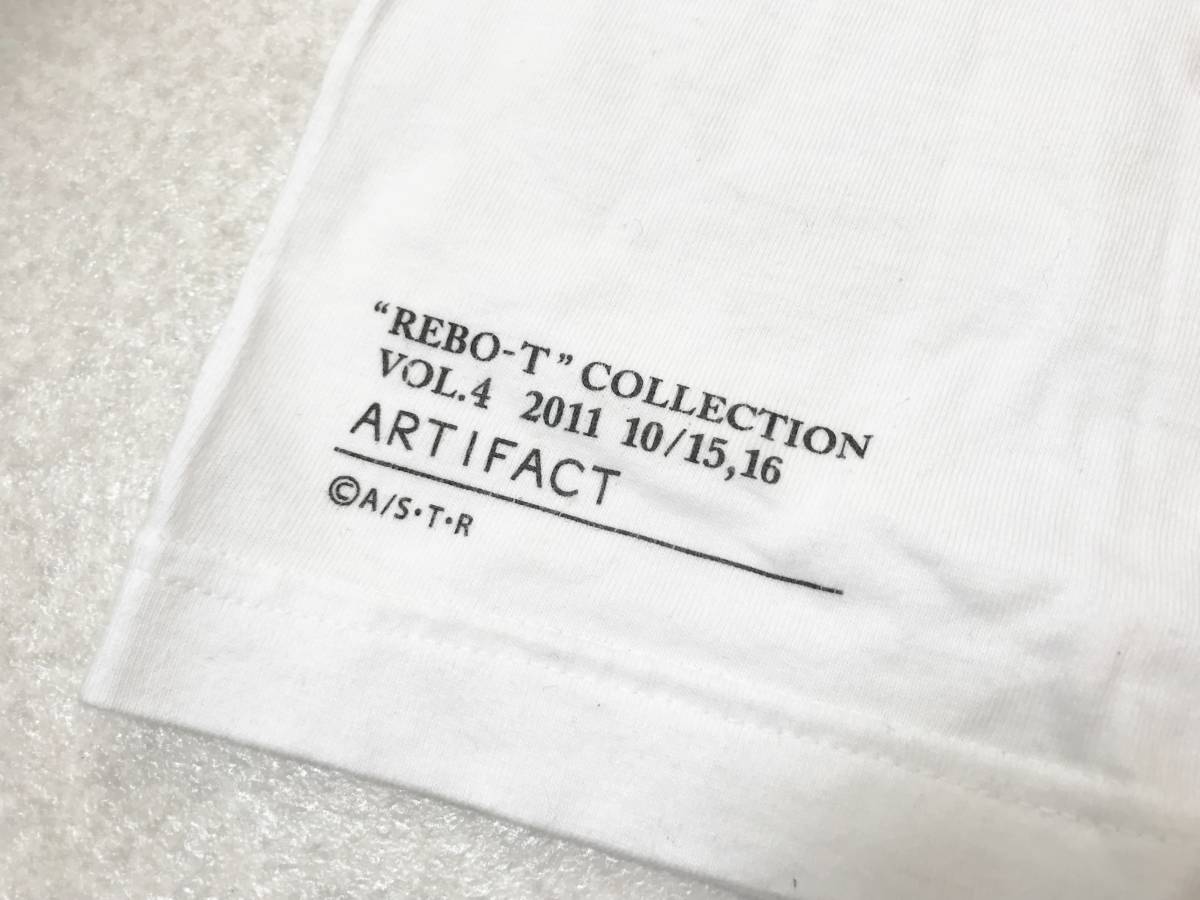 “REBO-T” COLLECTION
VOL.4 2011 10/15,16
ARTIFACT
©A/S・T・R